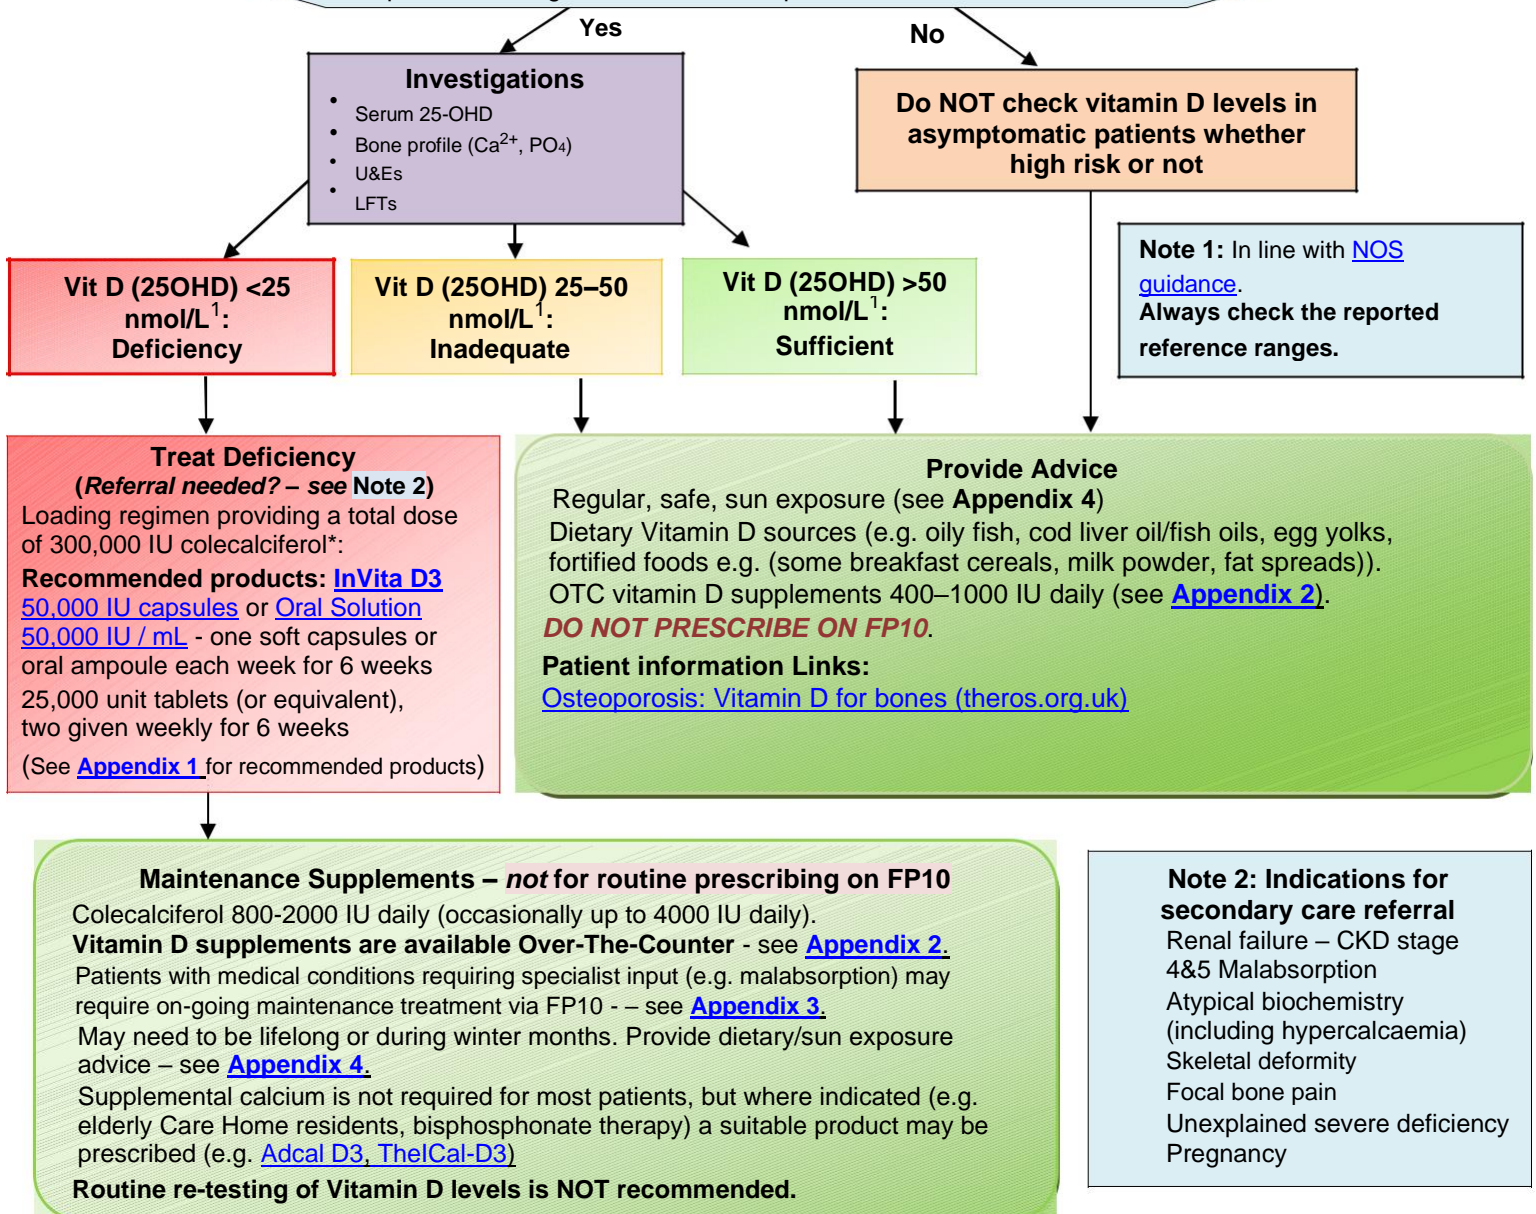 Yes
No
Investigations
• Serum 25-OHD
• Bone profile (Ca2+, PO4)
• U&Es
• LFTs
Do NOT check vitamin D levels in
asymptomatic patients whether
high risk or not
Vit D (25OHD) <25
nmol/L1:
Deficiency
Vit D (25OHD) 25–50
nmol/L1:
Inadequate
Vit D (25OHD) >50
nmol/L1:
Sufficient
Note 1: In line with NOS
guidance.
Always check the reported
reference ranges.
Treat Deficiency
(Referral needed? – see Note 2)
Loading regimen providing a total dose
of 300,000 IU colecalciferol*:
Recommended products: InVita D3
50,000 IU capsules or Oral Solution
50,000 IU / mL - one soft capsules or
oral ampoule each week for 6 weeks
25,000 unit tablets (or equivalent),
two given weekly for 6 weeks
(See Appendix 1 for recommended products)
Provide Advice
Regular, safe, sun exposure (see Appendix 4)
Dietary Vitamin D sources (e.g. oily fish, cod liver oil/fish oils, egg yolks,
fortified foods e.g. (some breakfast cereals, milk powder, fat spreads)).
OTC vitamin D supplements 400–1000 IU daily (see Appendix 2).
DO NOT PRESCRIBE ON FP10.
Patient information Links:
Osteoporosis: Vitamin D for bones (theros.org.uk)
Maintenance Supplements – not for routine prescribing on FP10
Colecalciferol 800-2000 IU daily (occasionally up to 4000 IU daily).
Vitamin D supplements are available Over-The-Counter - see Appendix 2.
Patients with medical conditions requiring specialist input (e.g. malabsorption) may
require on-going maintenance treatment via FP10 - – see Appendix 3.
May need to be lifelong or during winter months. Provide dietary/sun exposure
advice – see Appendix 4.
Supplemental calcium is not required for most patients, but where indicated (e.g.
elderly Care Home residents, bisphosphonate therapy) a suitable product may be
prescribed (e.g. Adcal D3, TheICal-D3)
Routine re-testing of Vitamin D levels is NOT recommended.
Note 2: Indications for
secondary care referral
Renal failure – CKD stage
4&5 Malabsorption
Atypical biochemistry
(including hypercalcaemia)
Skeletal deformity
Focal bone pain
Unexplained severe deficiency
Pregnancy